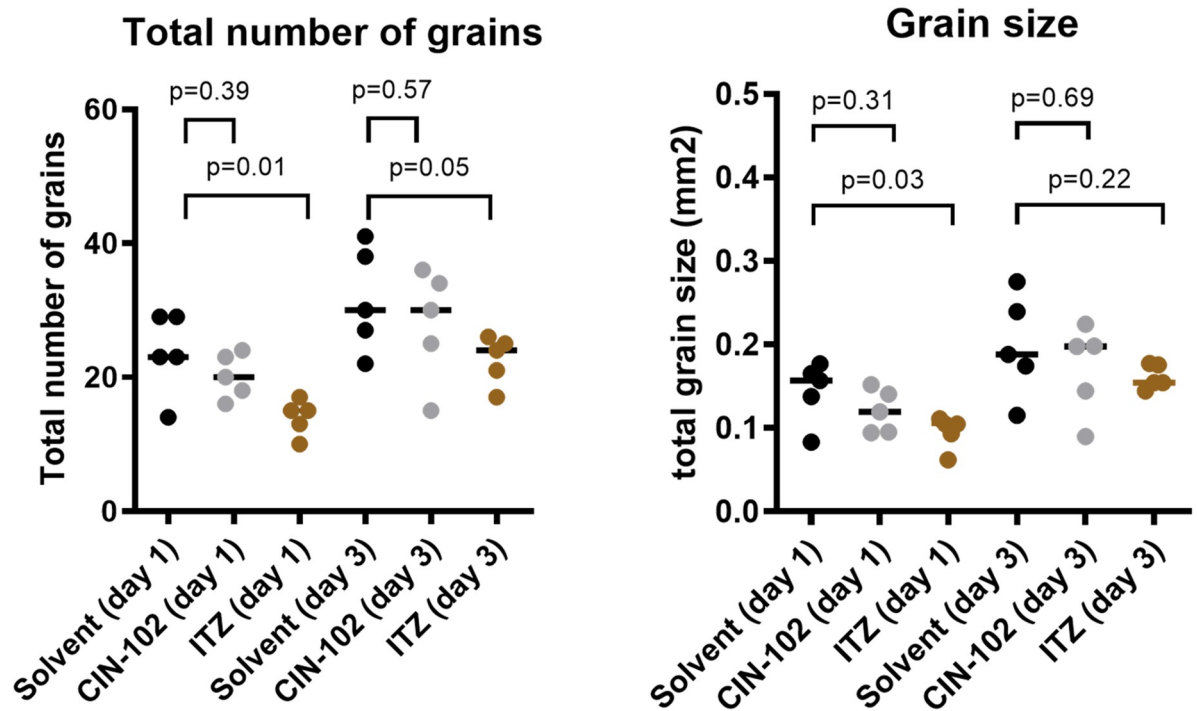 Total number of grains
Total number of grains
60
40
20
0
p=0.39
p=0.57
p=0.01
p=0.05
Solvent (day 1)
CIN-102 (day 1)
ITZ (day 1)
Solvent (day 3)
CIN-102 (day 3)
ITZ (day 3)
Grain size
total grain size (mm2)
0.5
0.4
0.3
0.2
0.1
0.0
p=0.31
p=0.69
p=0.03
p=0.22
Solvent (day 1)
CIN-102 (day 1)
ITZ (day 1)
Solvent (day 3)
CIN-102 (day 3)
ITZ (day 3)